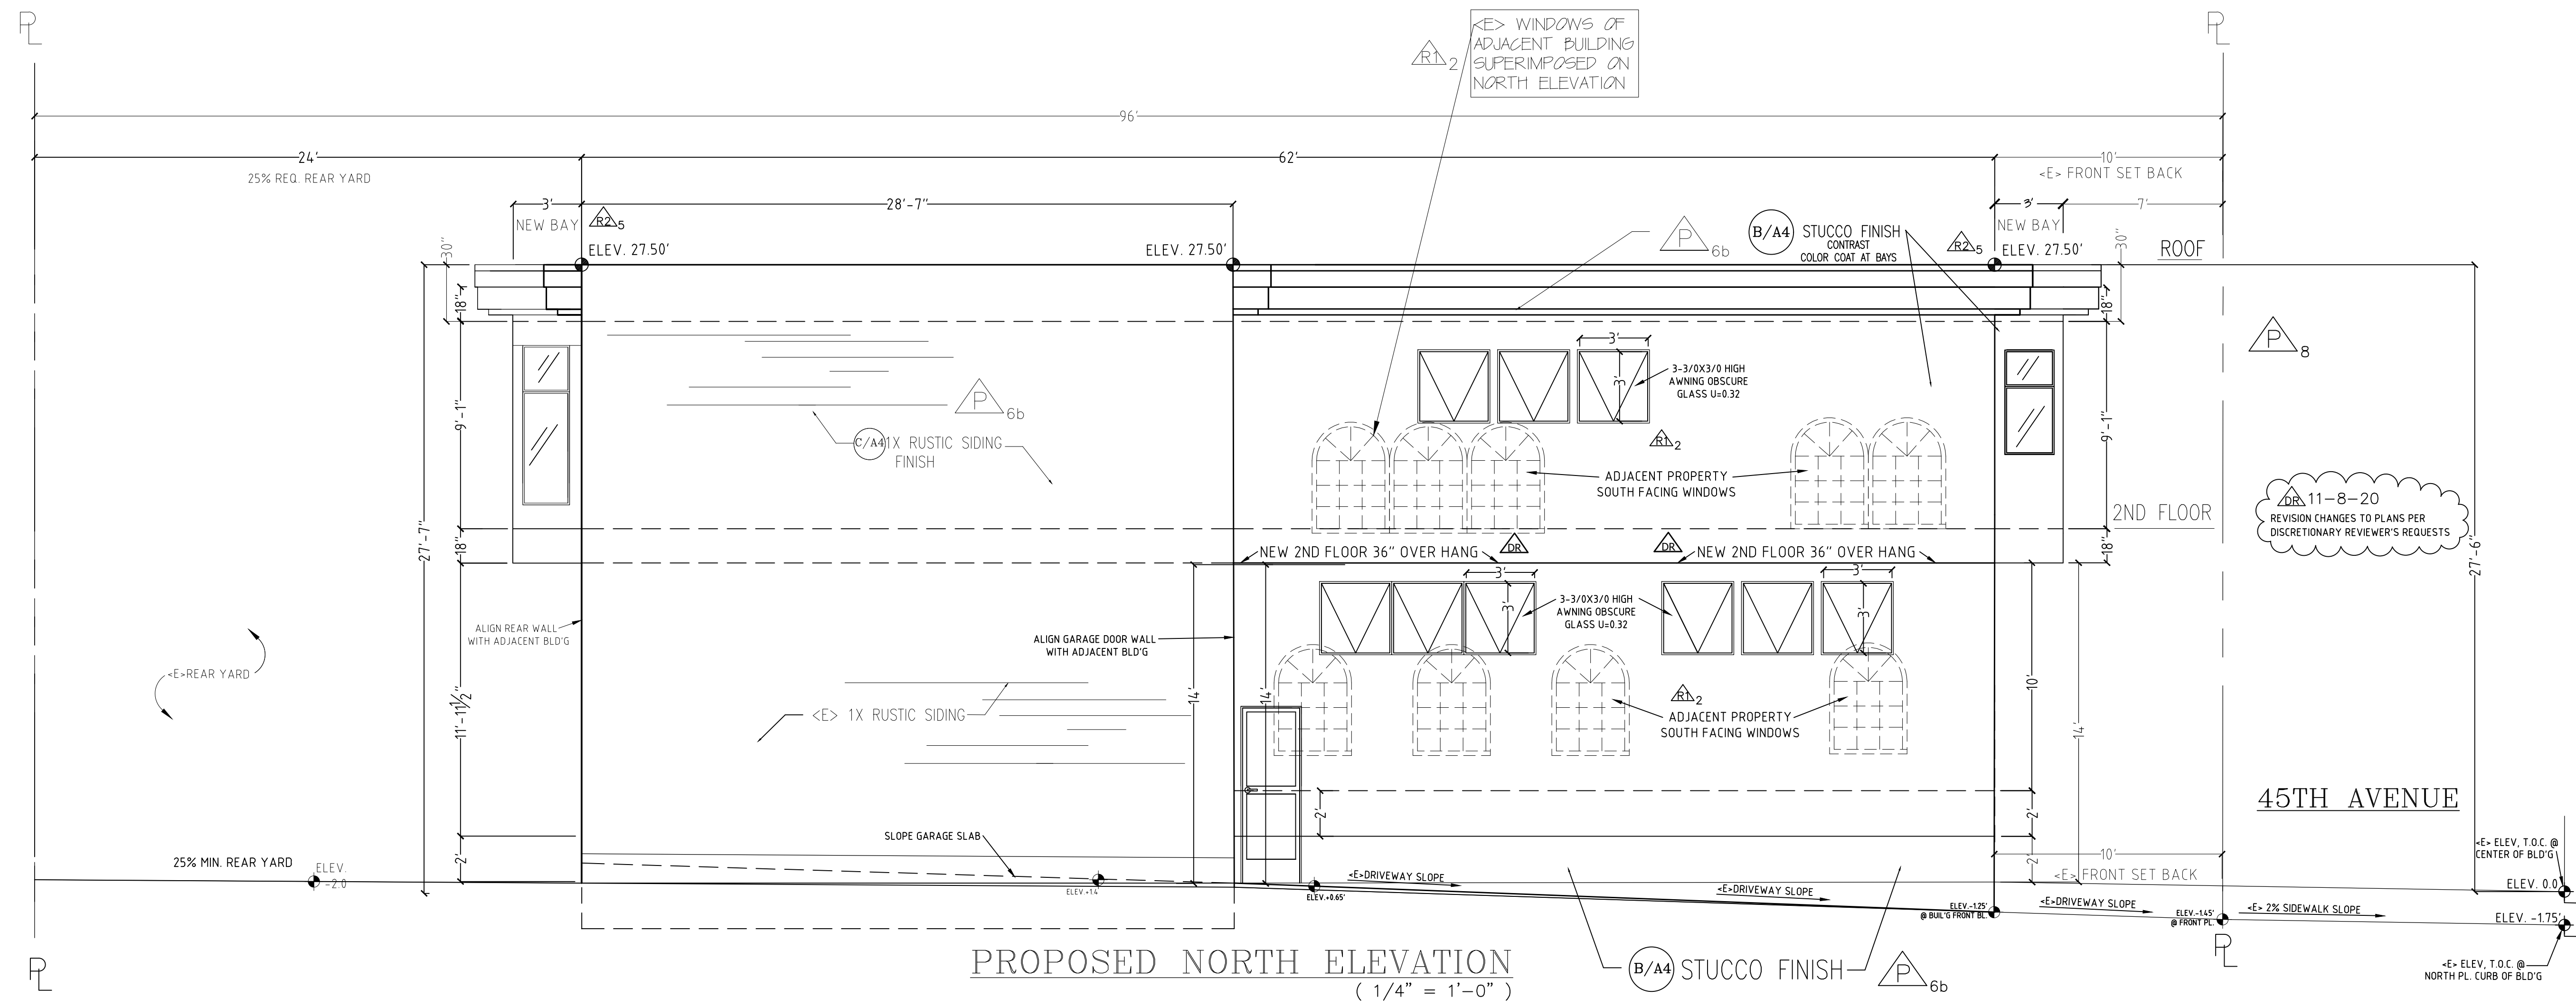 PL
PL
<E> WINDOWS OF
ADJACENT BUILDING
SUPERIMPOSED ON
NORTH ELEVATION
R1 2
96'
24'
62'
10'
25% REQ. REAR YARD
<E> FRONT SET BACK
3'
28'-7"
3'
7'
NEW BAY
R2 5
NEW BAY
30"
ELEV. 27.50'
ELEV. 27.50'
P 6b
B/A4
STUCCO FINISH
CONTRAST
COLOR COAT AT BAYS
R2 5
ELEV. 27.50'
30"
ROOF
18"
18"
P 8
3'
3'
3-3/0X3/0 HIGH
AWNING OBSCURE
GLASS U=0.32
9'-1"
P 6b
9'-1"
C/A4
1X RUSTIC SIDING
FINISH
R1 2
ADJACENT PROPERTY
SOUTH FACING WINDOWS
2ND FLOOR
DR 11-8-20
REVISION CHANGES TO PLANS PER
DISCRETIONARY REVIEWER'S REQUESTS
27'-7"
18"
NEW 2ND FLOOR 36" OVER HANG
DR
DR
NEW 2ND FLOOR 36" OVER HANG
18"
27'-6"
3'
3'
3'
3'
3-3/0X3/0 HIGH
AWNING OBSCURE
GLASS U=0.32
ALIGN REAR WALL
WITH ADJACENT BLD'G
ALIGN GARAGE DOOR WALL
WITH ADJACENT BLD'G
<E>REAR YARD
11'-11 1/2"
14'
14'
10'
14'
R1 2
<E> 1X RUSTIC SIDING
ADJACENT PROPERTY
SOUTH FACING WINDOWS
45TH AVENUE
2'
2'
SLOPE GARAGE SLAB
25% MIN. REAR YARD
ELEV.
-2.0
2'
2'
10'
<E> FRONT SET BACK
<E> ELEV, T.O.C. @
CENTER OF BLD'G
ELEV. 0.0'
ELEV.+1.4'
ELEV.+0.65'
<E>DRIVEWAY SLOPE
<E>DRIVEWAY SLOPE
ELEV.-1.25'
@ BUIL'G FRONT BL.
<E>DRIVEWAY SLOPE
ELEV.-1.45'
@ FRONT PL.
<E> 2% SIDEWALK SLOPE
ELEV. -1.75'
<E> ELEV, T.O.C. @
NORTH PL. CURB OF BLD'G
PL
PL
PROPOSED NORTH ELEVATION
( 1/4" = 1'-0" )
B/A4
STUCCO FINISH
P 6b